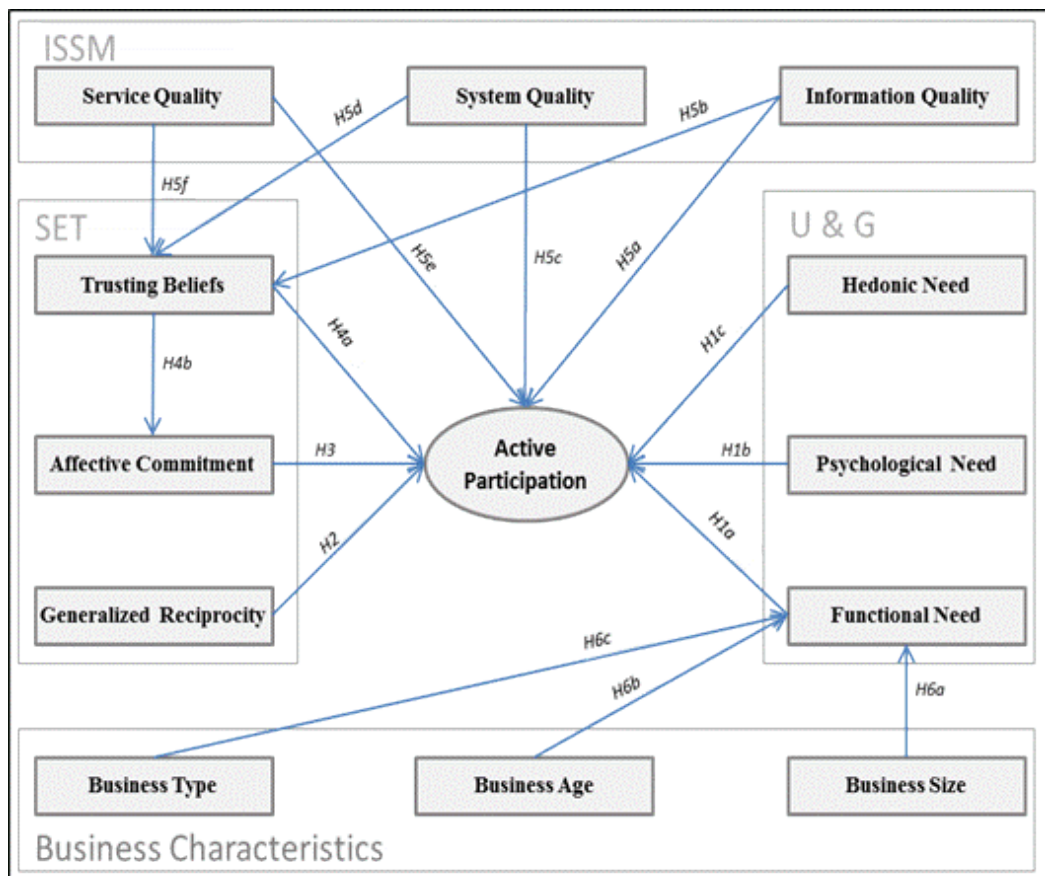 ISSM
Service Quality
System Quality
Information Quality
H5d
H5b
H5f
SET
U & G
H5e
H5c
H5a
Trusting Beliefs
Hedonic Need
H4a
H1c
H4b
Active
Participation
Affective Commitment
H3
H1b
Psychological Need
H2
H1a
Generalized Reciprocity
Functional Need
H6c
H6b
H6a
Business Type
Business Age
Business Size
Business Characteristics